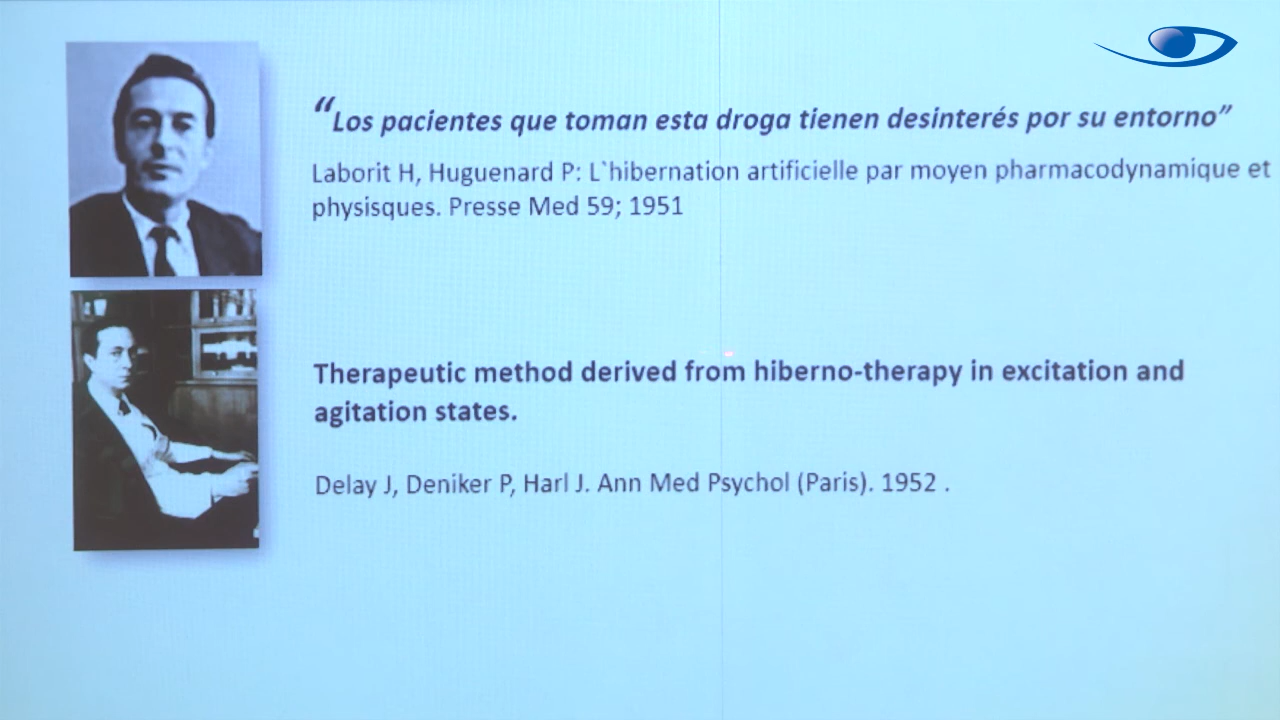 “Los pacientes que toman esta droga tienen desinterés por su entorno”
Laborit H, Huguenard P: L`hibernation artificielle par moyen pharmacodynamique et
physisques. Presse Med 59; 1951
Therapeutic method derived from hiberno-therapy in excitation and
agitation states.
Delay J, Deniker P, Harl J. Ann Med Psychol (Paris). 1952 .